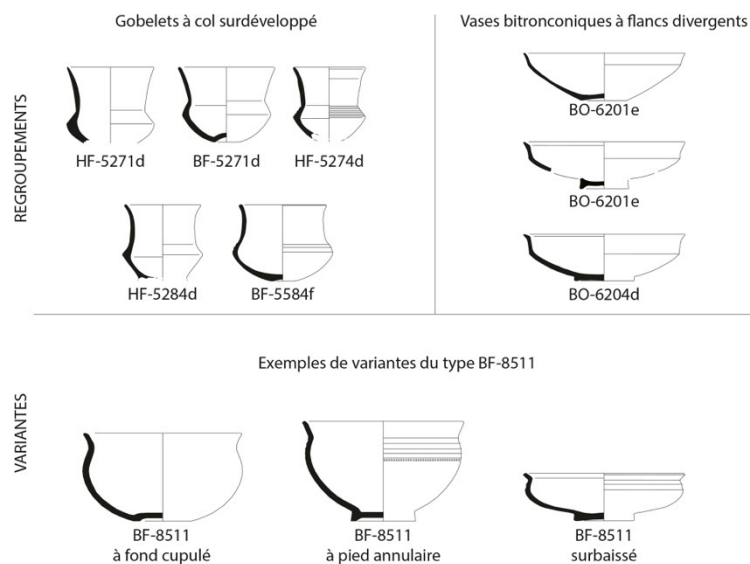 Gobelets à col surdéveloppé
Vases bitronconiques à flancs divergents
REGROUPEMENTS
HF-5271d
BF-5271d
HF-5274d
HF-5284d
BF-5584f
BO-6201e
BO-6201e
BO-6204d
Exemples de variantes du type BF-8511
VARIANTES
BF-8511
à fond cupulé
BF-8511
à pied annulaire
BF-8511
surbaissé